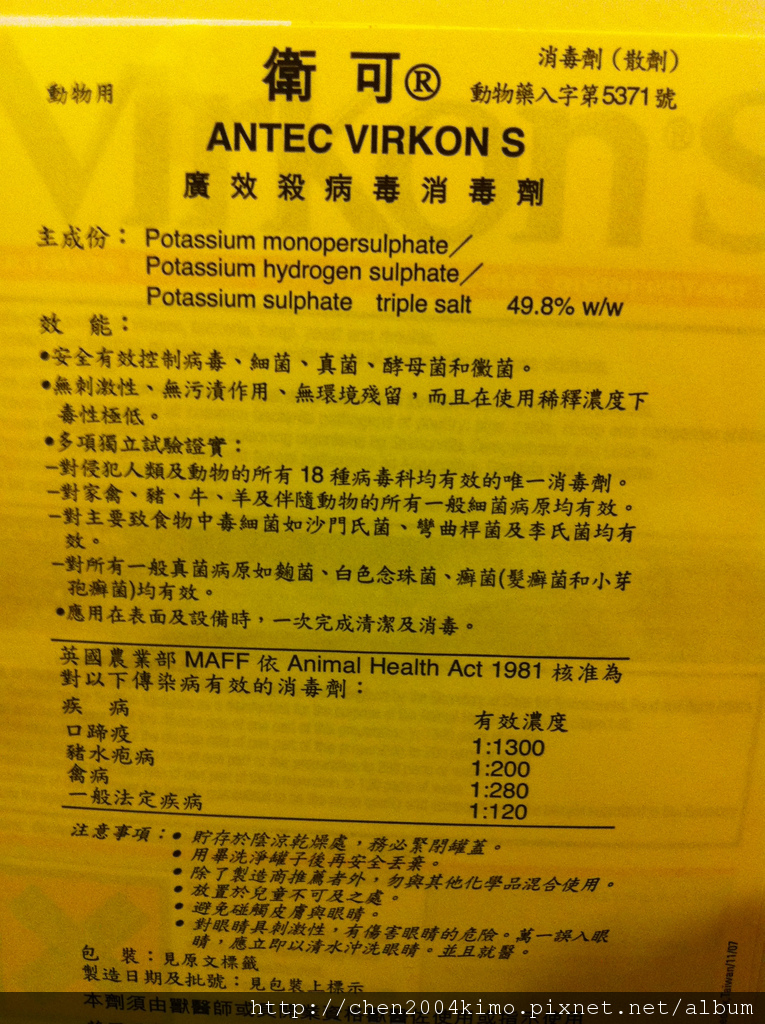 消毒劑（散劑）
動物用
衛可®
動物藥入字第5371號
ANTEC VIRKON S
廣效殺病毒消毒劑
主成份： Potassium monopersulphate／
Potassium hydrogen sulphate／
Potassium sulphate triple salt 49.8% w/w
效 能：
●安全有效控制病毒、細菌、真菌、酵母菌和黴菌。
●無刺激性、無污漬作用、無環境殘留，而且在使用稀釋濃度下
毒性極低。
●多項獨立試驗證實：
–對侵犯人類及動物的所有 18 種病毒科均有效的唯一消毒劑。
–對家禽、豬、牛、羊及伴隨動物的所有一般細菌病原均有效。
–對主要致食物中毒細菌如沙門氏菌、彎曲桿菌及李氏菌均有
效。
–對所有一般真菌病原如麴菌、白色念珠菌、癬菌(髮癬菌和小芽
孢癬菌)均有效。
●應用在表面及設備時，一次完成清潔及消毒。
英國農業部 MAFF 依 Animal Health Act 1981 核准為
對以下傳染病有效的消毒劑：
疾 病 有效濃度
口蹄疫 1:1300
豬水疱病 1:200
禽病 1:280
一般法定疾病 1:120
注意事項：● 貯存於陰涼乾燥處，務必緊閉罐蓋。
● 用畢洗淨罐子後再安全丟棄。
● 除了製造商推薦者外，勿與其他化學品混合使用。
● 放置於兒童不可及之處。
● 避免碰觸皮膚與眼睛。
● 對眼睛具刺激性，有傷害眼睛的危險。萬一誤入眼
睛，應立即以清水沖洗眼睛。並且就醫。
包 裝：見原文標籤
製造日期及批號：見包裝上標示
本劑須由獸醫師或
Taiwan/11/07
http://chen2004kimo.pixnet.net/album